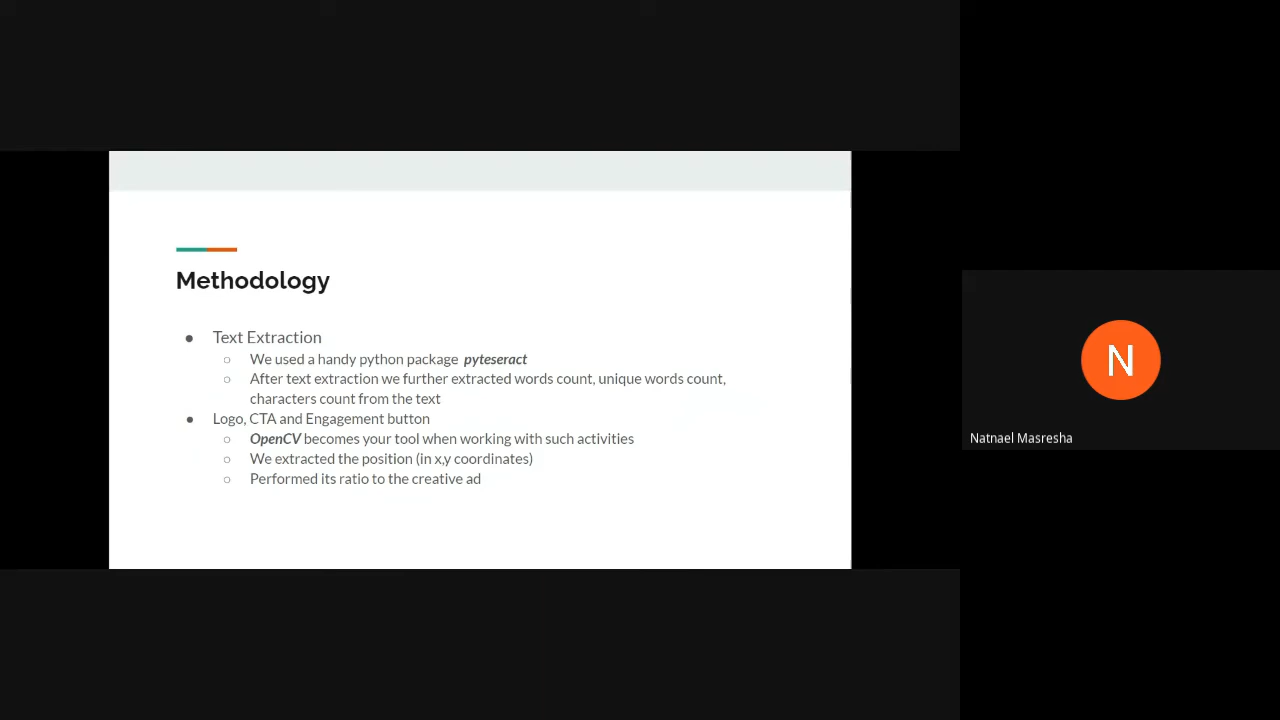 Methodology
● Text Extraction
○ We used a handy python package pyteseract
○ After text extraction we further extracted words count, unique words count,
characters count from the text
● Logo, CTA and Engagement button
○ OpenCV becomes your tool when working with such activities
○ We extracted the position (in x,y coordinates)
○ Performed its ratio to the creative ad
N
Natnael Masresha